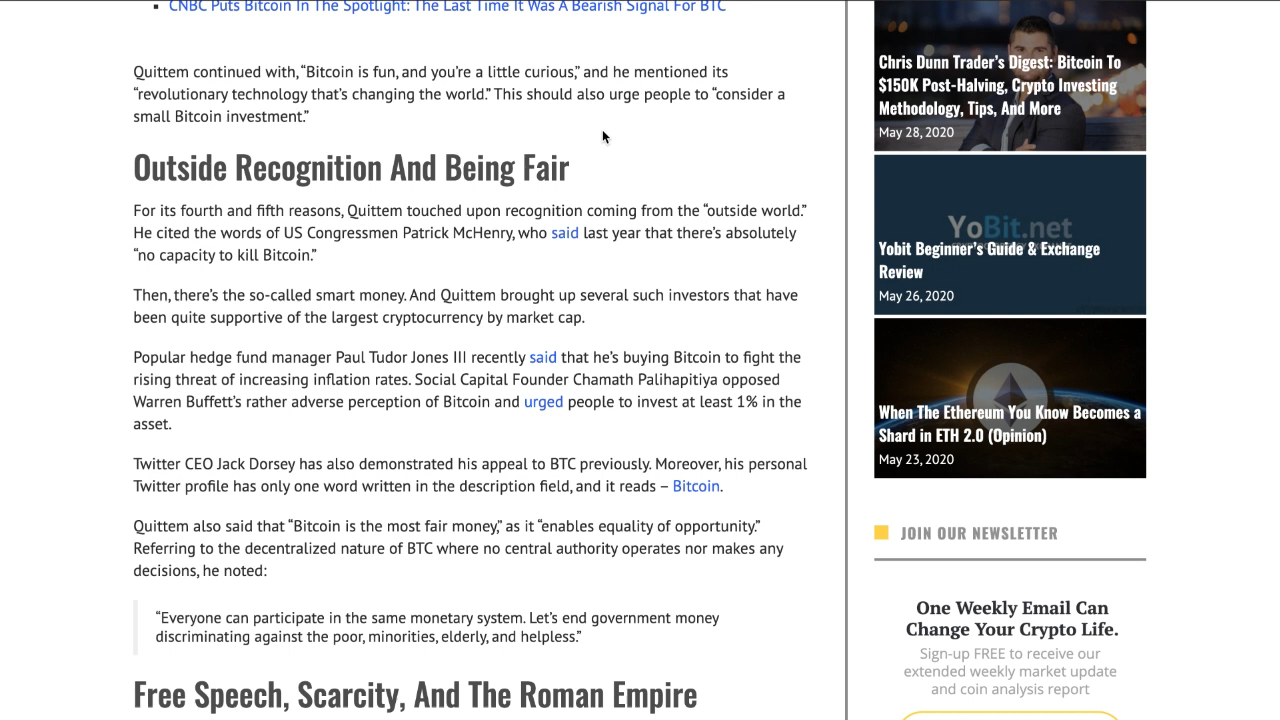 CNBC Puts Bitcoin In The Spotlight: The Last Time It Was A Bearish Signal For BTC
Quittem continued with, “Bitcoin is fun, and you’re a little curious,” and he mentioned its
“revolutionary technology that’s changing the world.” This should also urge people to “consider a
small Bitcoin investment.”
Outside Recognition And Being Fair
For its fourth and fifth reasons, Quittem touched upon recognition coming from the “outside world.”
He cited the words of US Congressmen Patrick McHenry, who said last year that there’s absolutely
“no capacity to kill Bitcoin.”
Then, there’s the so-called smart money. And Quittem brought up several such investors that have
been quite supportive of the largest cryptocurrency by market cap.
Popular hedge fund manager Paul Tudor Jones III recently said that he’s buying Bitcoin to fight the
rising threat of increasing inflation rates. Social Capital Founder Chamath Palihapitiya opposed
Warren Buffett’s rather adverse perception of Bitcoin and urged people to invest at least 1% in the
asset.
Twitter CEO Jack Dorsey has also demonstrated his appeal to BTC previously. Moreover, his personal
Twitter profile has only one word written in the description field, and it reads – Bitcoin.
Quittem also said that “Bitcoin is the most fair money,” as it “enables equality of opportunity.”
Referring to the decentralized nature of BTC where no central authority operates nor makes any
decisions, he noted:
“Everyone can participate in the same monetary system. Let’s end government money
discriminating against the poor, minorities, elderly, and helpless.”
Free Speech, Scarcity, And The Roman Empire
Chris Dunn Trader’s Digest: Bitcoin To
$150K Post-Halving, Crypto Investing
Methodology, Tips, And More
May 28, 2020
YoBit.net
Yobit Beginner’s Guide & Exchange
Review
May 26, 2020
When The Ethereum You Know Becomes a
Shard in ETH 2.0 (Opinion)
May 23, 2020
JOIN OUR NEWSLETTER
One Weekly Email Can
Change Your Crypto Life.
Sign-up FREE to receive our
extended weekly market update
and coin analysis report